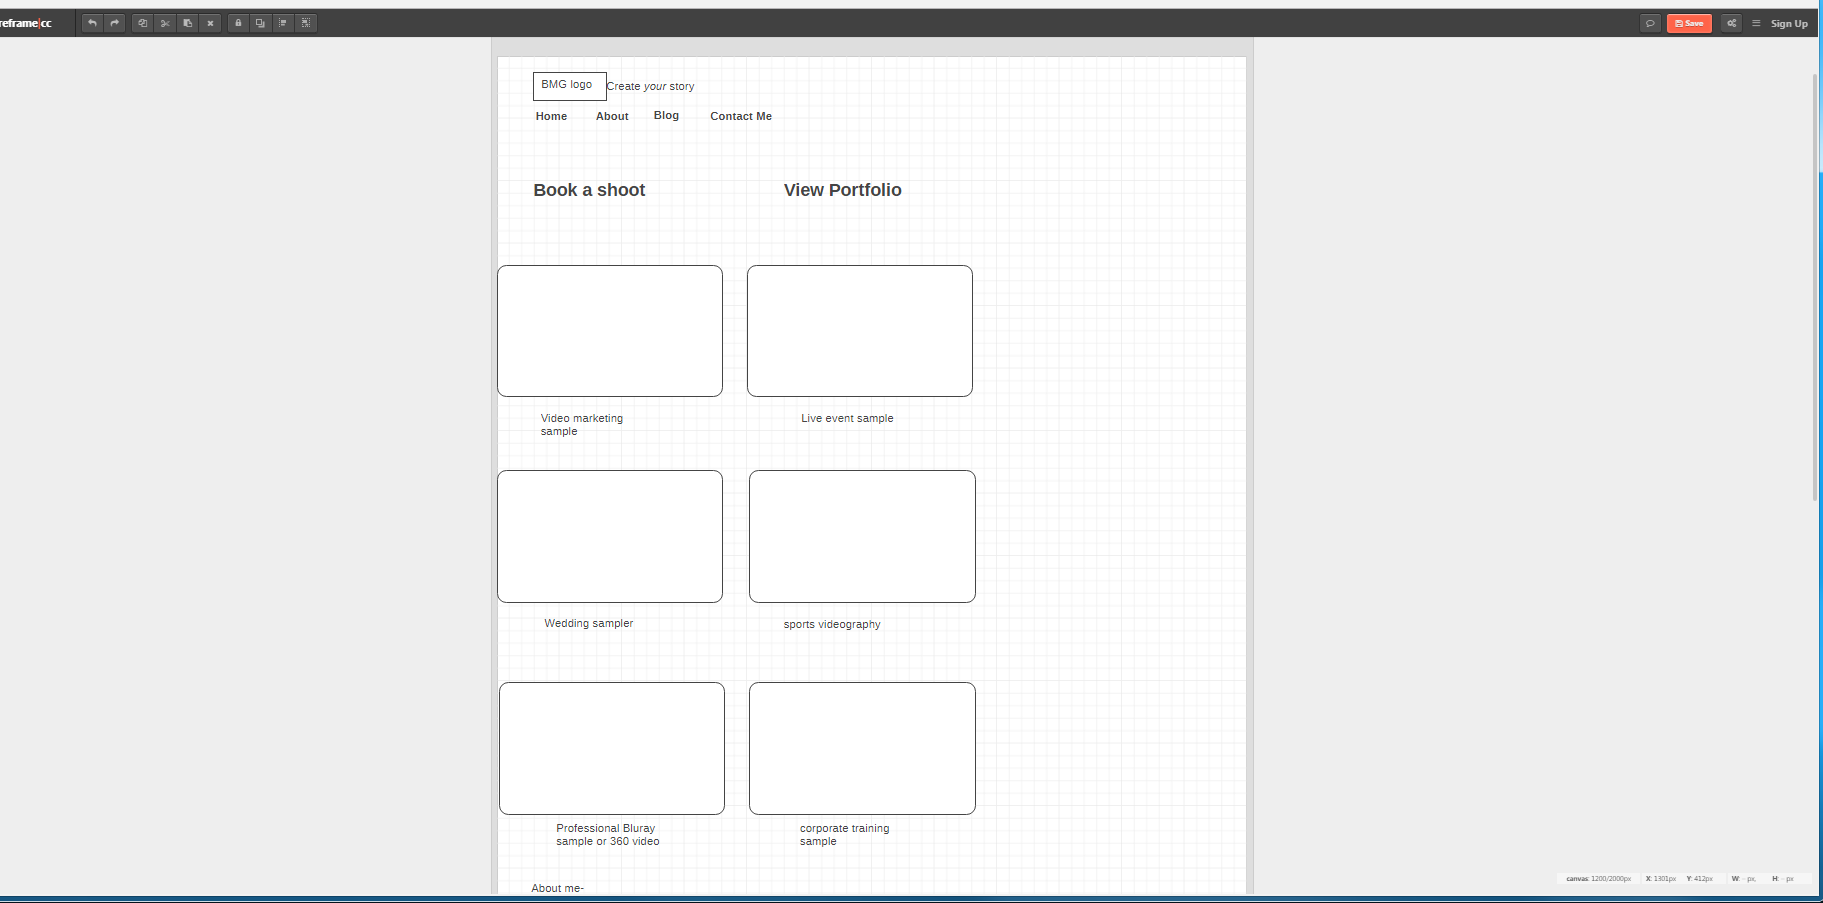 reframe|cc
Save
Sign Up
BMG logo
Create your story
Home About Blog Contact Me
Book a shoot
View Portfolio
Video marketing
sample
Live event sample
Wedding sampler
sports videography
Professional Bluray
sample or 360 video
corporate training
sample
About me-
canvas: 1200/2000px X: 1301px Y: 412px W: - px, H: - px